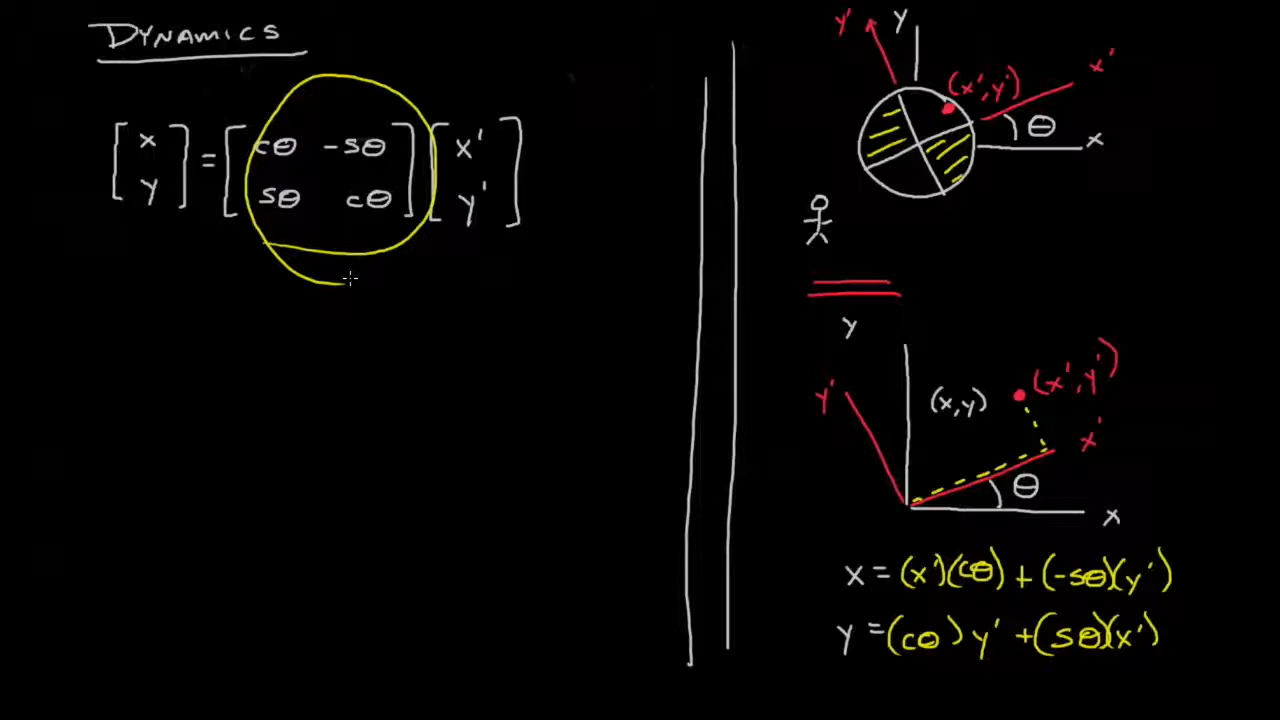 DYNAMICS
[x] = [cθ -sθ] [x']
[y] [sθ cθ] [y']
y' y
(x',y') x'
θ x
y
(x,y) (x',y')
y' x'
θ
x
x = (x')(cθ) + (-sθ)(y')
y = (cθ) y' + (sθ)(x')